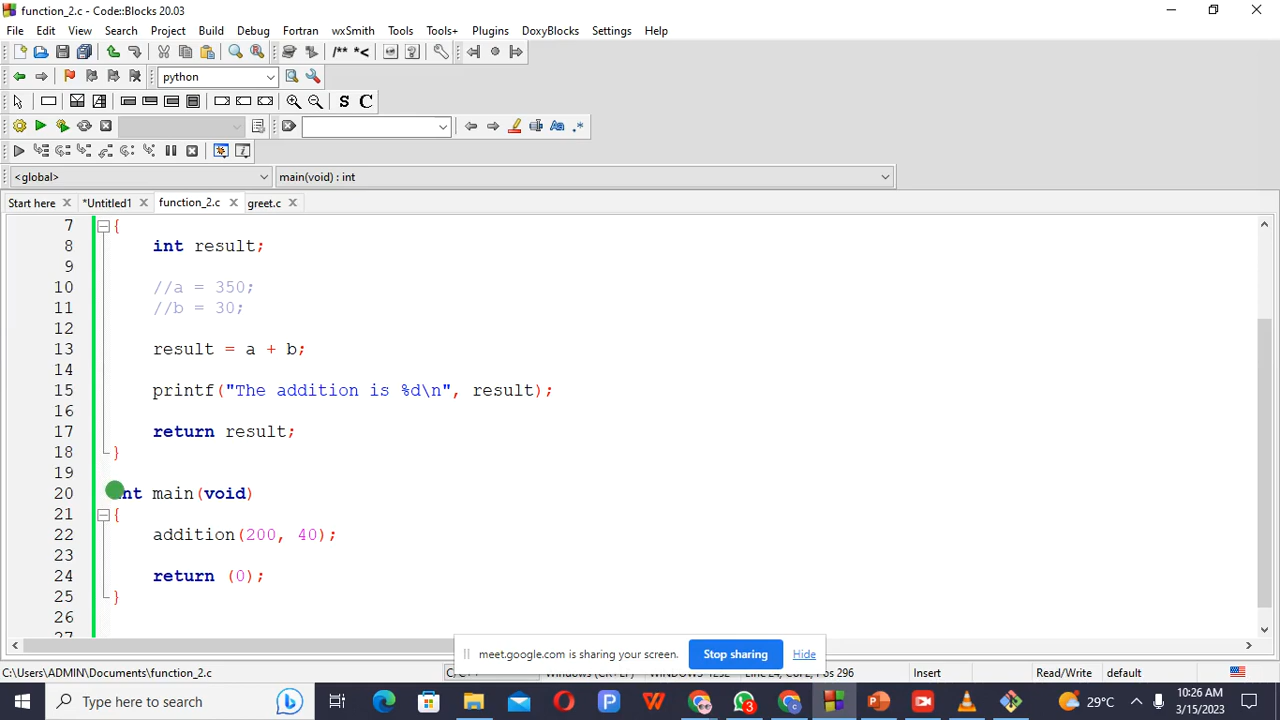 function_2.c - Code::Blocks 20.03
File Edit View Search Project Build Debug Fortran wxSmith Tools Tools+ Plugins DoxyBlocks Settings Help
/** *<
python
S C
Aa .*
<global> main(void) : int
Start here *Untitled1 function_2.c greet.c
7 {
8 int result;
9
10 //a = 350;
11 //b = 30;
12
13 result = a + b;
14
15 printf("The addition is %d\n", result);
16
17 return result;
18 }
19
20 int main(void)
21 {
22 addition(200, 40);
23
24 return (0);
25 }
26
27
meet.google.com is sharing your screen. Stop sharing Hide
C:\Users\ADMIN\Documents\function_2.c Insert Read/Write default
Type here to search 3 29°C 10:26 AM
3/15/2023